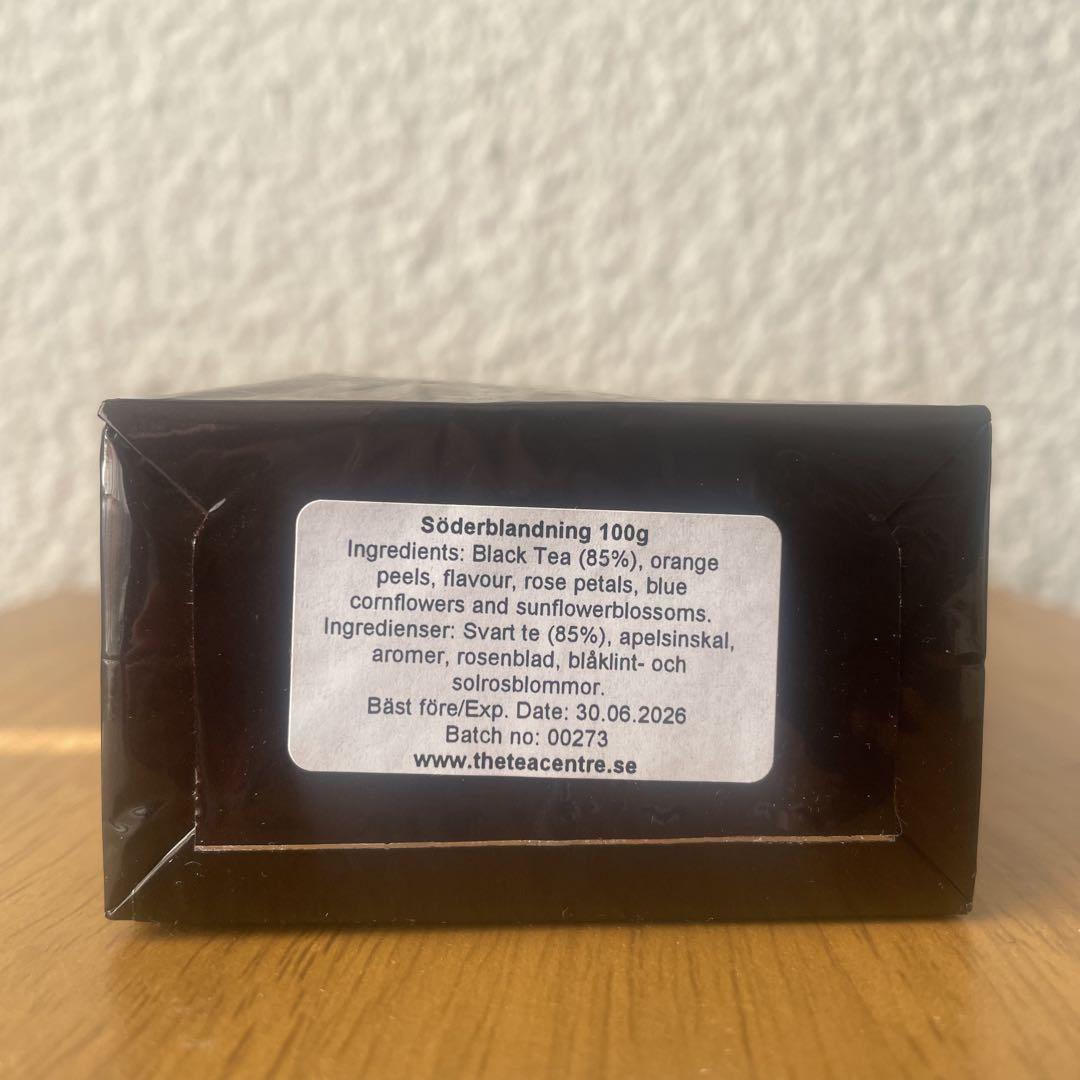 Söderblandning 100g
Ingredients: Black Tea (85%), orange
peels, flavour, rose petals, blue
cornflowers and sunflowerblossoms.
Ingredienser: Svart te (85%), apelsinskal,
aromer, rosenblad, blåklint- och
solrosblommor.
Bäst före/Exp. Date: 30.06.2026
Batch no: 00273
www.theteacentre.se